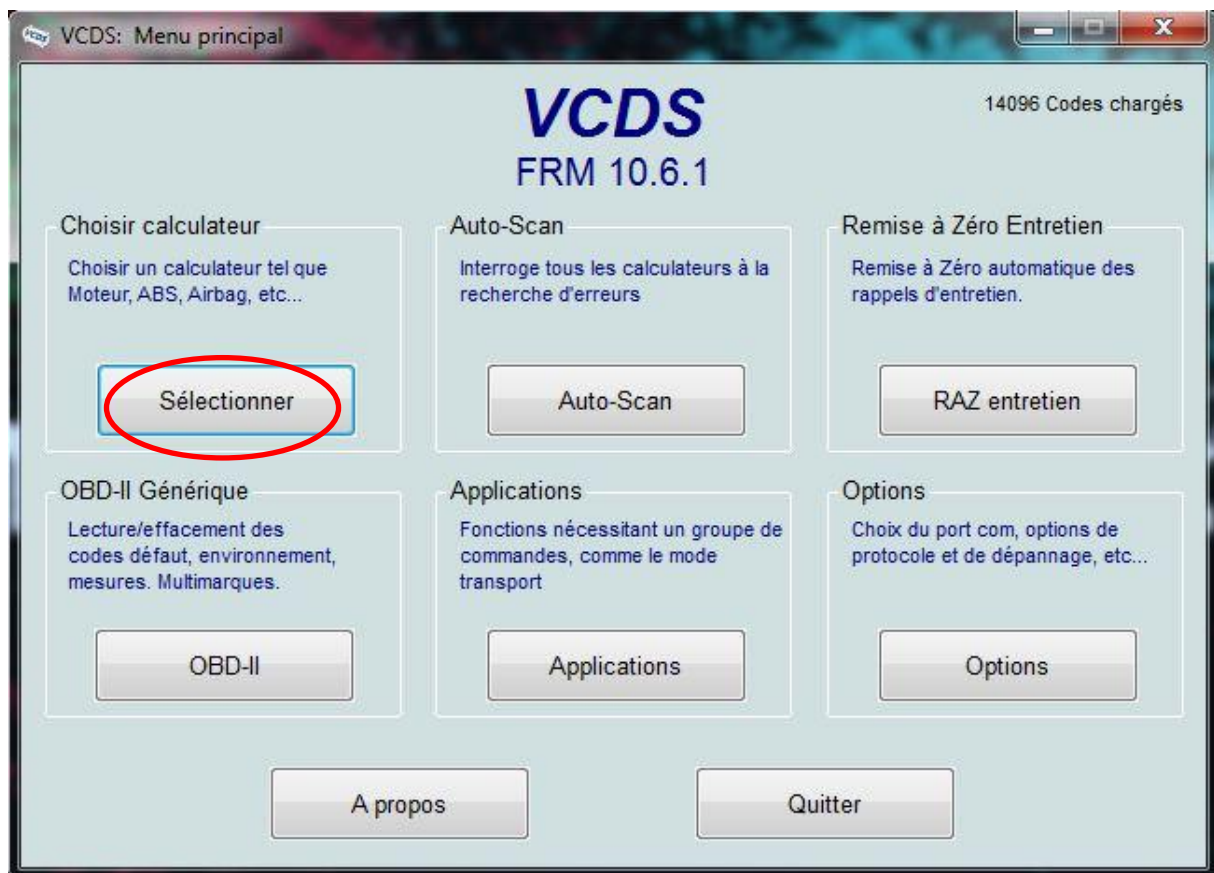 VCDS: Menu principal
VCDS
14096 Codes chargés
FRM 10.6.1
Choisir calculateur
Choisir un calculateur tel que
Moteur, ABS, Airbag, etc...
Sélectionner
Auto-Scan
Interroge tous les calculateurs à la
recherche d'erreurs
Auto-Scan
Remise à Zéro Entretien
Remise à Zéro automatique des
rappels d'entretien.
RAZ entretien
OBD-II Générique
Lecture/effacement des
codes défaut, environnement,
mesures. Multimarques.
OBD-II
Applications
Fonctions nécessitant un groupe de
commandes, comme le mode
transport
Applications
Options
Choix du port com, options de
protocole et de dépannage, etc...
Options
A propos
Quitter